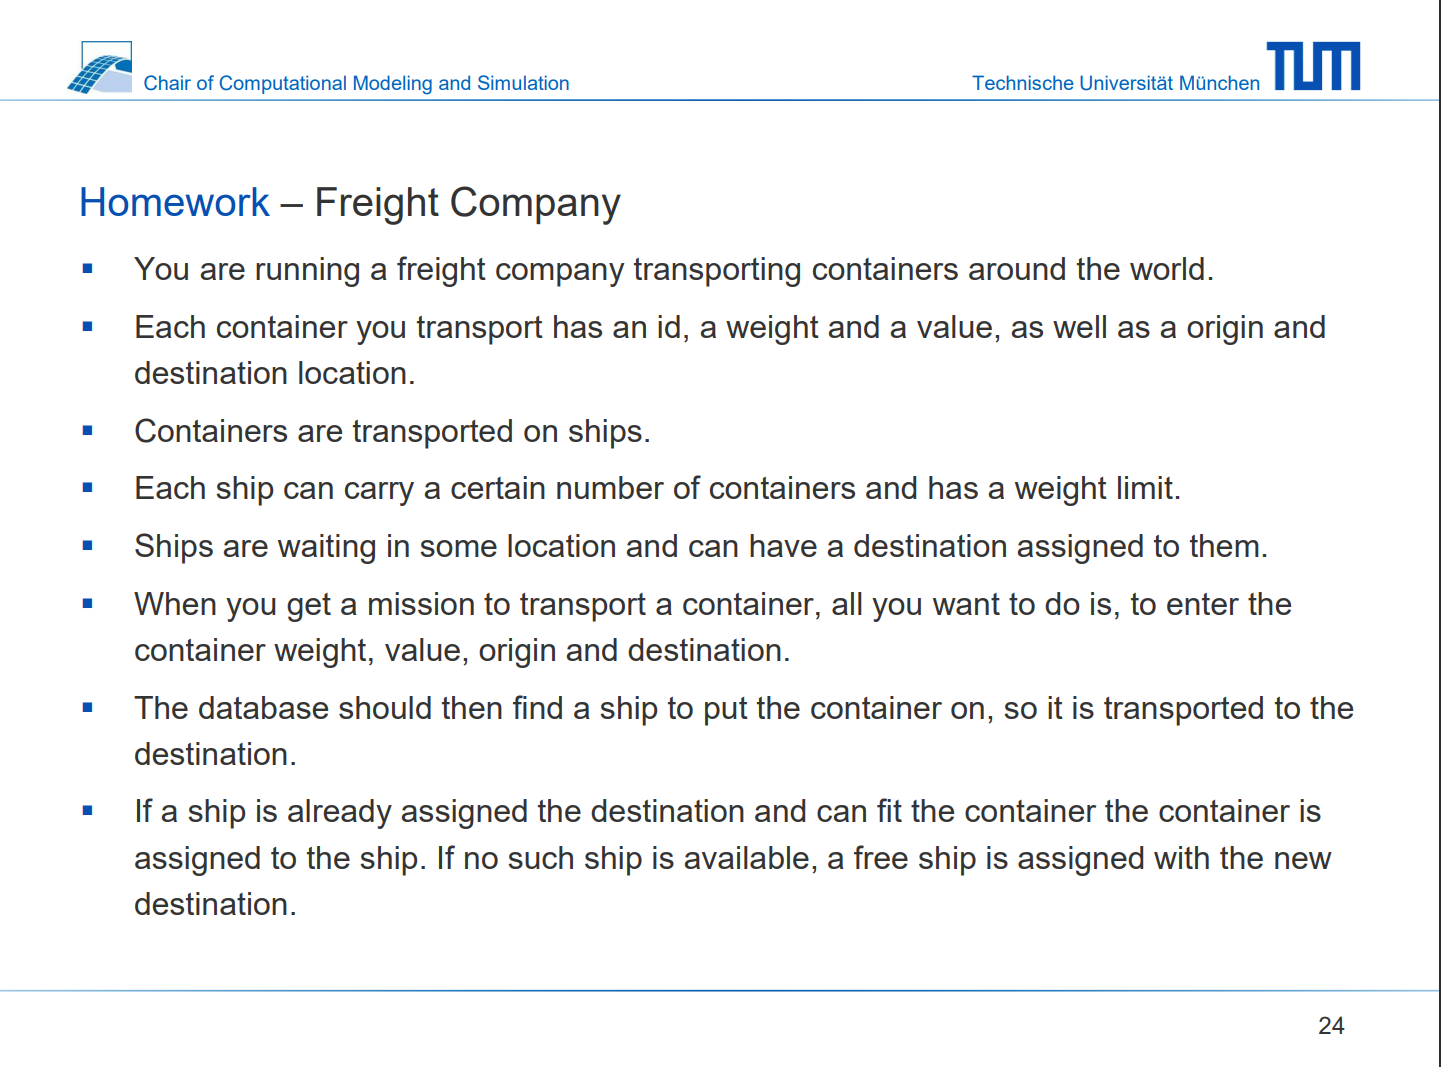 Chair of Computational Modeling and Simulation
Technische Universität München
TUM
Homework – Freight Company
▪ You are running a freight company transporting containers around the world.
▪ Each container you transport has an id, a weight and a value, as well as a origin and
destination location.
▪ Containers are transported on ships.
▪ Each ship can carry a certain number of containers and has a weight limit.
▪ Ships are waiting in some location and can have a destination assigned to them.
▪ When you get a mission to transport a container, all you want to do is, to enter the
container weight, value, origin and destination.
▪ The database should then find a ship to put the container on, so it is transported to the
destination.
▪ If a ship is already assigned the destination and can fit the container the container is
assigned to the ship. If no such ship is available, a free ship is assigned with the new
destination.
24